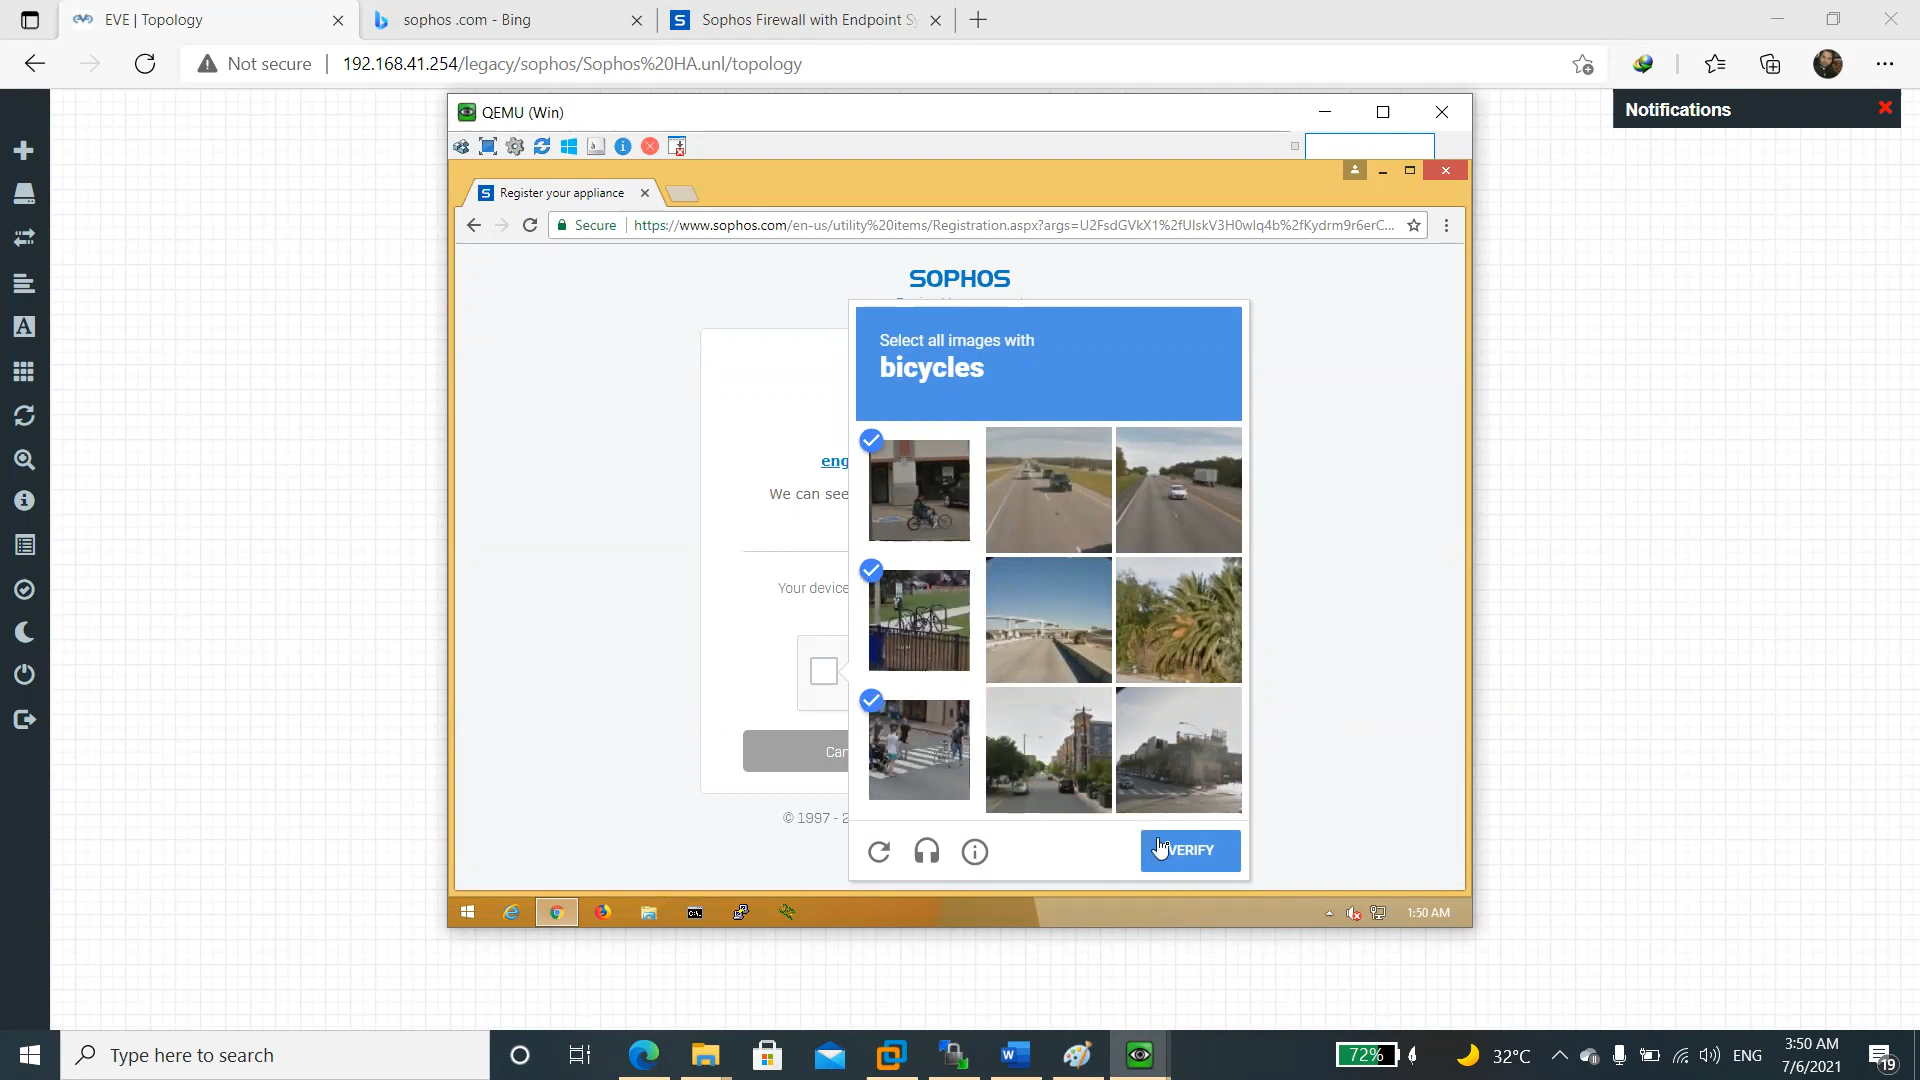 EVE | Topology
sophos .com - Bing
Sophos Firewall with Endpoint Sy
Not secure
192.168.41.254/legacy/sophos/Sophos%20HA.unl/topology
Notifications
QEMU (Win)
Register your appliance
Secure
https://www.sophos.com/en-us/utility%20items/Registration.aspx?args=U2FsdGVkX1%2fUIskV3H0wlq4b%2fKydrm9r6erC...
SOPHOS
Select all images with
bicycles
eng
We can see
Your device
Can
© 1997 - 2
VERIFY
1:50 AM
Type here to search
72%
32°C
ENG
3:50 AM
7/6/2021
19